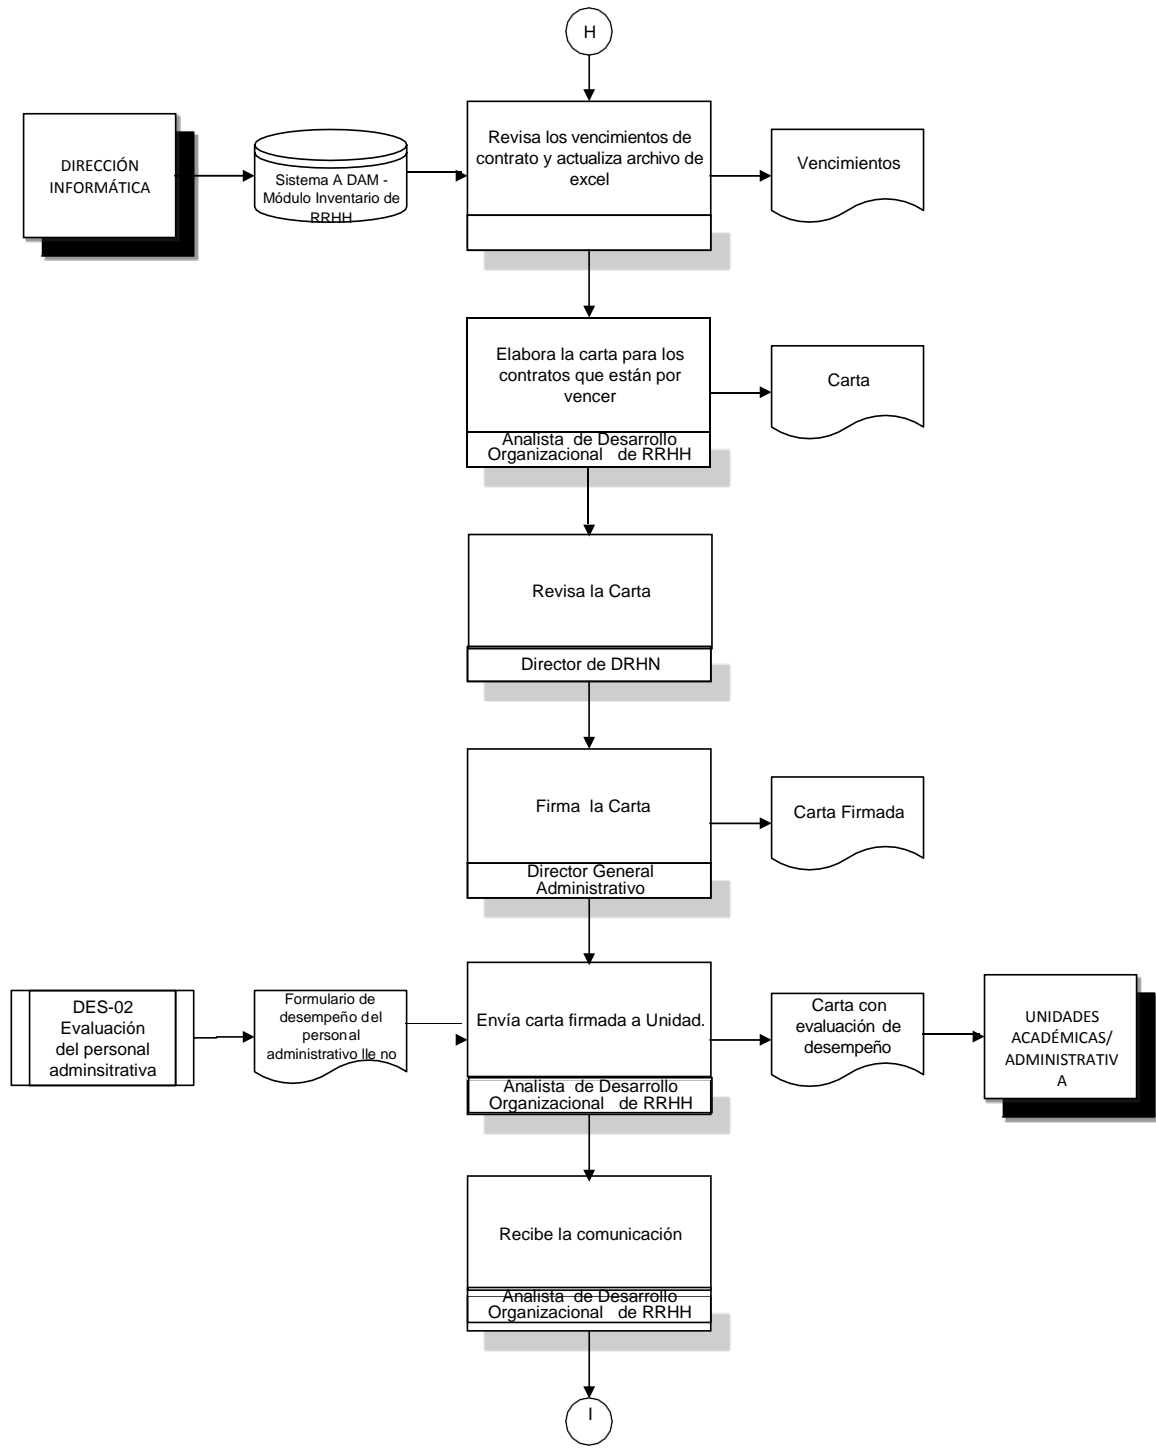 H
DIRECCIÓN
INFORMÁTICA
Sistema A DAM -
Módulo Inventario de
RRHH
Revisa los vencimientos de
contrato y actualiza archivo de
excel
Vencimientos
Elabora la carta para los
contratos que están por
vencer
Analista de Desarrollo
Organizacional de RRHH
Carta
Revisa la Carta
Director de DRHN
Firma la Carta
Director General
Administrativo
Carta Firmada
DES-02
Evaluación
del personal
adminsitrativa
Formulario de
desempeño del
personal
administrativo lle no
Envía carta firmada a Unidad.
Analista de Desarrollo
Organizacional de RRHH
Carta con
evaluación de
desempeño
UNIDADES
ACADÉMICAS/
ADMINISTRATIV
A
Recibe la comunicación
Analista de Desarrollo
Organizacional de RRHH
I